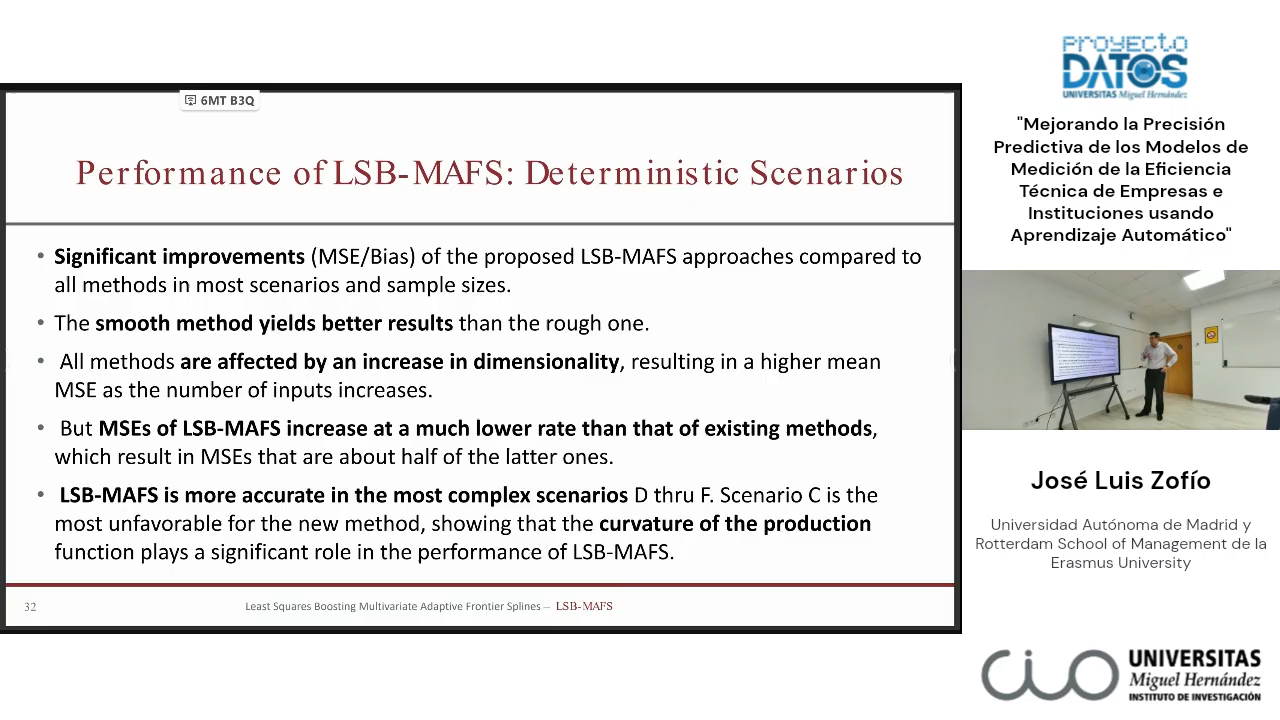 6MT B3Q
Performance of LSB-MAFS: Deterministic Scenarios
• Significant improvements (MSE/Bias) of the proposed LSB-MAFS approaches compared to
all methods in most scenarios and sample sizes.
• The smooth method yields better results than the rough one.
• All methods are affected by an increase in dimensionality, resulting in a higher mean
MSE as the number of inputs increases.
• But MSEs of LSB-MAFS increase at a much lower rate than that of existing methods,
which result in MSEs that are about half of the latter ones.
• LSB-MAFS is more accurate in the most complex scenarios D thru F. Scenario C is the
most unfavorable for the new method, showing that the curvature of the production
function plays a significant role in the performance of LSB-MAFS.
32
Least Squares Boosting Multivariate Adaptive Frontier Splines – LSB-MAFS
PROYECTO
DATOS
UNIVERSITAS Miguel Hernández
"Mejorando la Precisión
Predictiva de los Modelos de
Medición de la Eficiencia
Técnica de Empresas e
Instituciones usando
Aprendizaje Automático"
José Luis Zofío
Universidad Autónoma de Madrid y
Rotterdam School of Management de la
Erasmus University
CIO
UNIVERSITAS
Miguel Hernández
INSTITUTO DE INVESTIGACIÓN